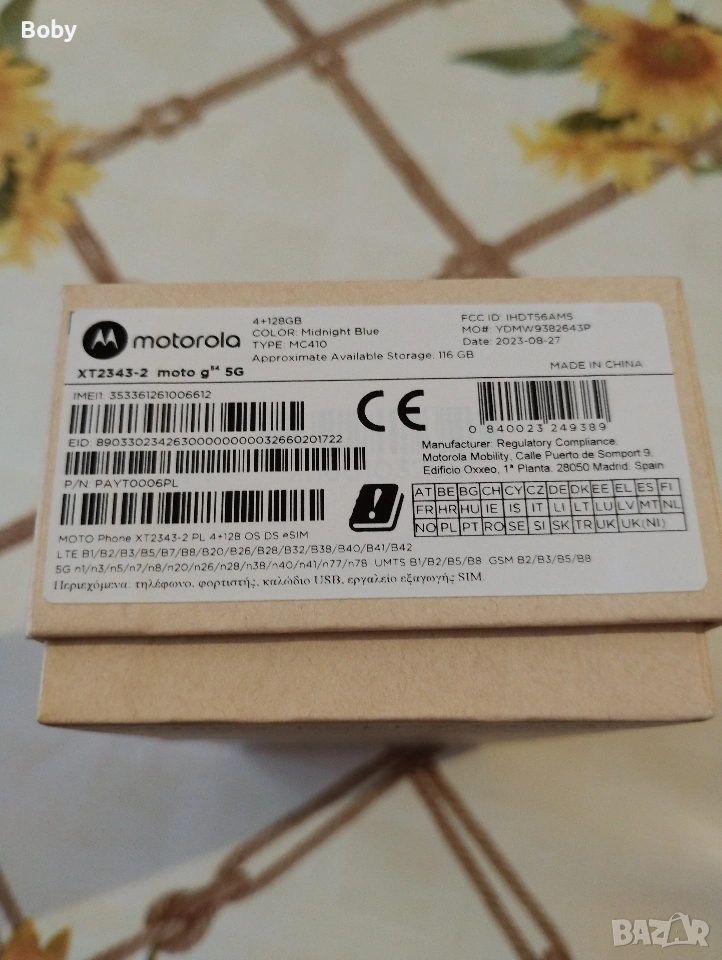 Boby
motorola
XT2343-2 moto g⁵⁴ 5G
4+128GB
COLOR: Midnight Blue
TYPE: MC410
Approximate Available Storage: 116 GB
FCC ID: IHDT56AM5
MO#: YDMW9382643P
Date: 2023-08-27
MADE IN CHINA
IMEI1: 353361261006612
EID: 89033023426300000000032660201722
P/N: PAYT0006PL
CE
0 840023 249389
Manufacturer: Regulatory Compliance.
Motorola Mobility, Calle Puerto de Somport 9.
Edificio Oxxeo, 1ª Planta. 28050 Madrid. Spain
AT BE BG CH CY CZ DE DK EE EL ES FI
FR HR HU IE IS IT LI LT LU LV MT NL
NO PL PT RO SE SI SK TR UK UK(NI)
MOTO Phone XT2343-2 PL 4+128 OS DS eSIM
LTE B1/B2/B3/B5/B7/B8/B20/B26/B28/B32/B38/B40/B41/B42
5G n1/n3/n5/n7/n8/n20/n26/n28/n38/n40/n41/n77/n78 UMTS B1/B2/B5/B8 GSM B2/B3/B5/B8
Περιεχόμενα: τηλέφωνο, φορτιστής, καλώδιο USB, εργαλείο εξαγωγής SIM.
BAZAR